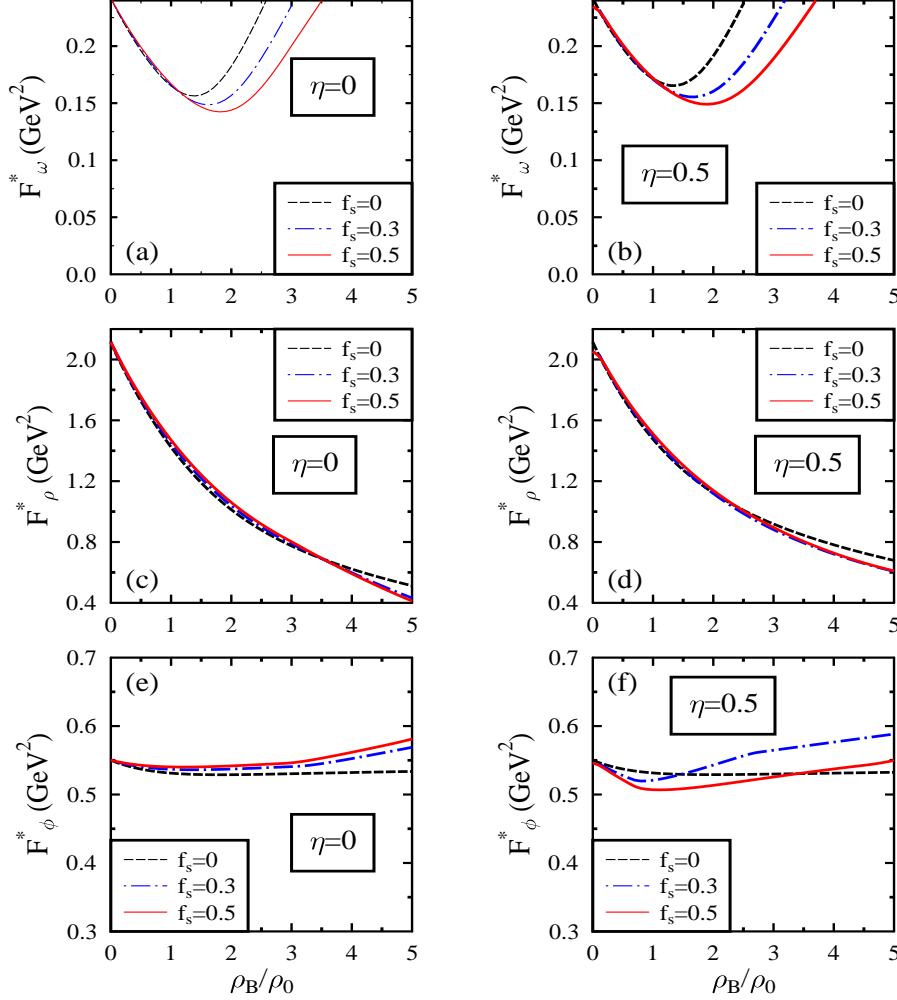 F*ω (GeV²)
0.2
0.15
0.1
0.05
0.0
η=0
fₛ=0
fₛ=0.3
fₛ=0.5
(a)
0 1 2 3 4 5
F*ω (GeV²)
0.2
0.15
0.1
0.05
0.0
η=0.5
fₛ=0
fₛ=0.3
fₛ=0.5
(b)
0 1 2 3 4 5
F*ρ (GeV²)
2.0
1.6
1.2
0.8
0.4
fₛ=0
fₛ=0.3
fₛ=0.5
η=0
(c)
0 1 2 3 4 5
F*ρ (GeV²)
2.0
1.6
1.2
0.8
0.4
fₛ=0
fₛ=0.3
fₛ=0.5
η=0.5
(d)
0 1 2 3 4 5
F*ϕ (GeV²)
0.7
0.6
0.5
0.4
0.3
(e)
η=0
fₛ=0
fₛ=0.3
fₛ=0.5
0 1 2 3 4 5
ρB/ρ0
F*ϕ (GeV²)
0.7
0.6
0.5
0.4
0.3
(f)
η=0.5
fₛ=0
fₛ=0.3
fₛ=0.5
0 1 2 3 4 5
ρB/ρ0